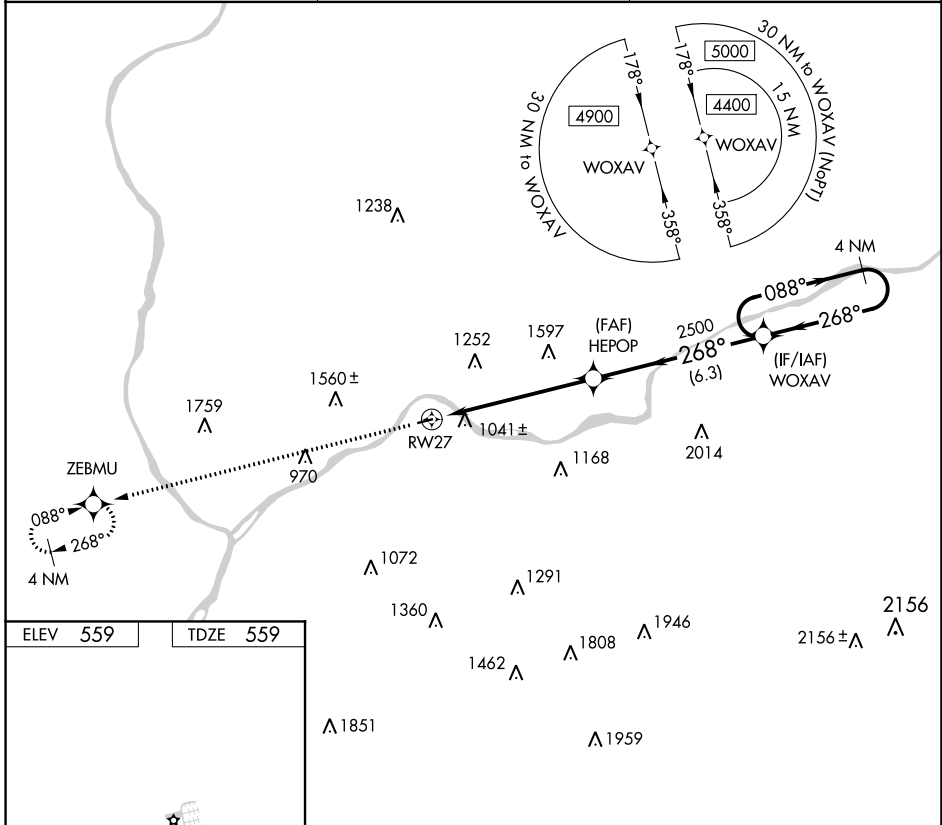 30 NM to WOXAV
178°
4900
WOXAV
358°
178°
5000
30 NM to WOXAV (NoPT)
15 NM
4400
WOXAV
358°
1238
4 NM
088°
268°
(IF/IAF)
WOXAV
2500
268°
(6.3)
(FAF)
HEPOP
1597
1252
1560±
1759
RW27
1041±
970
1168
2014
ZEBMU
088°
268°
4 NM
1072
1291
1360
1946
2156
2156±
1808
1462
1851
1959
ELEV 559
TDZE 559